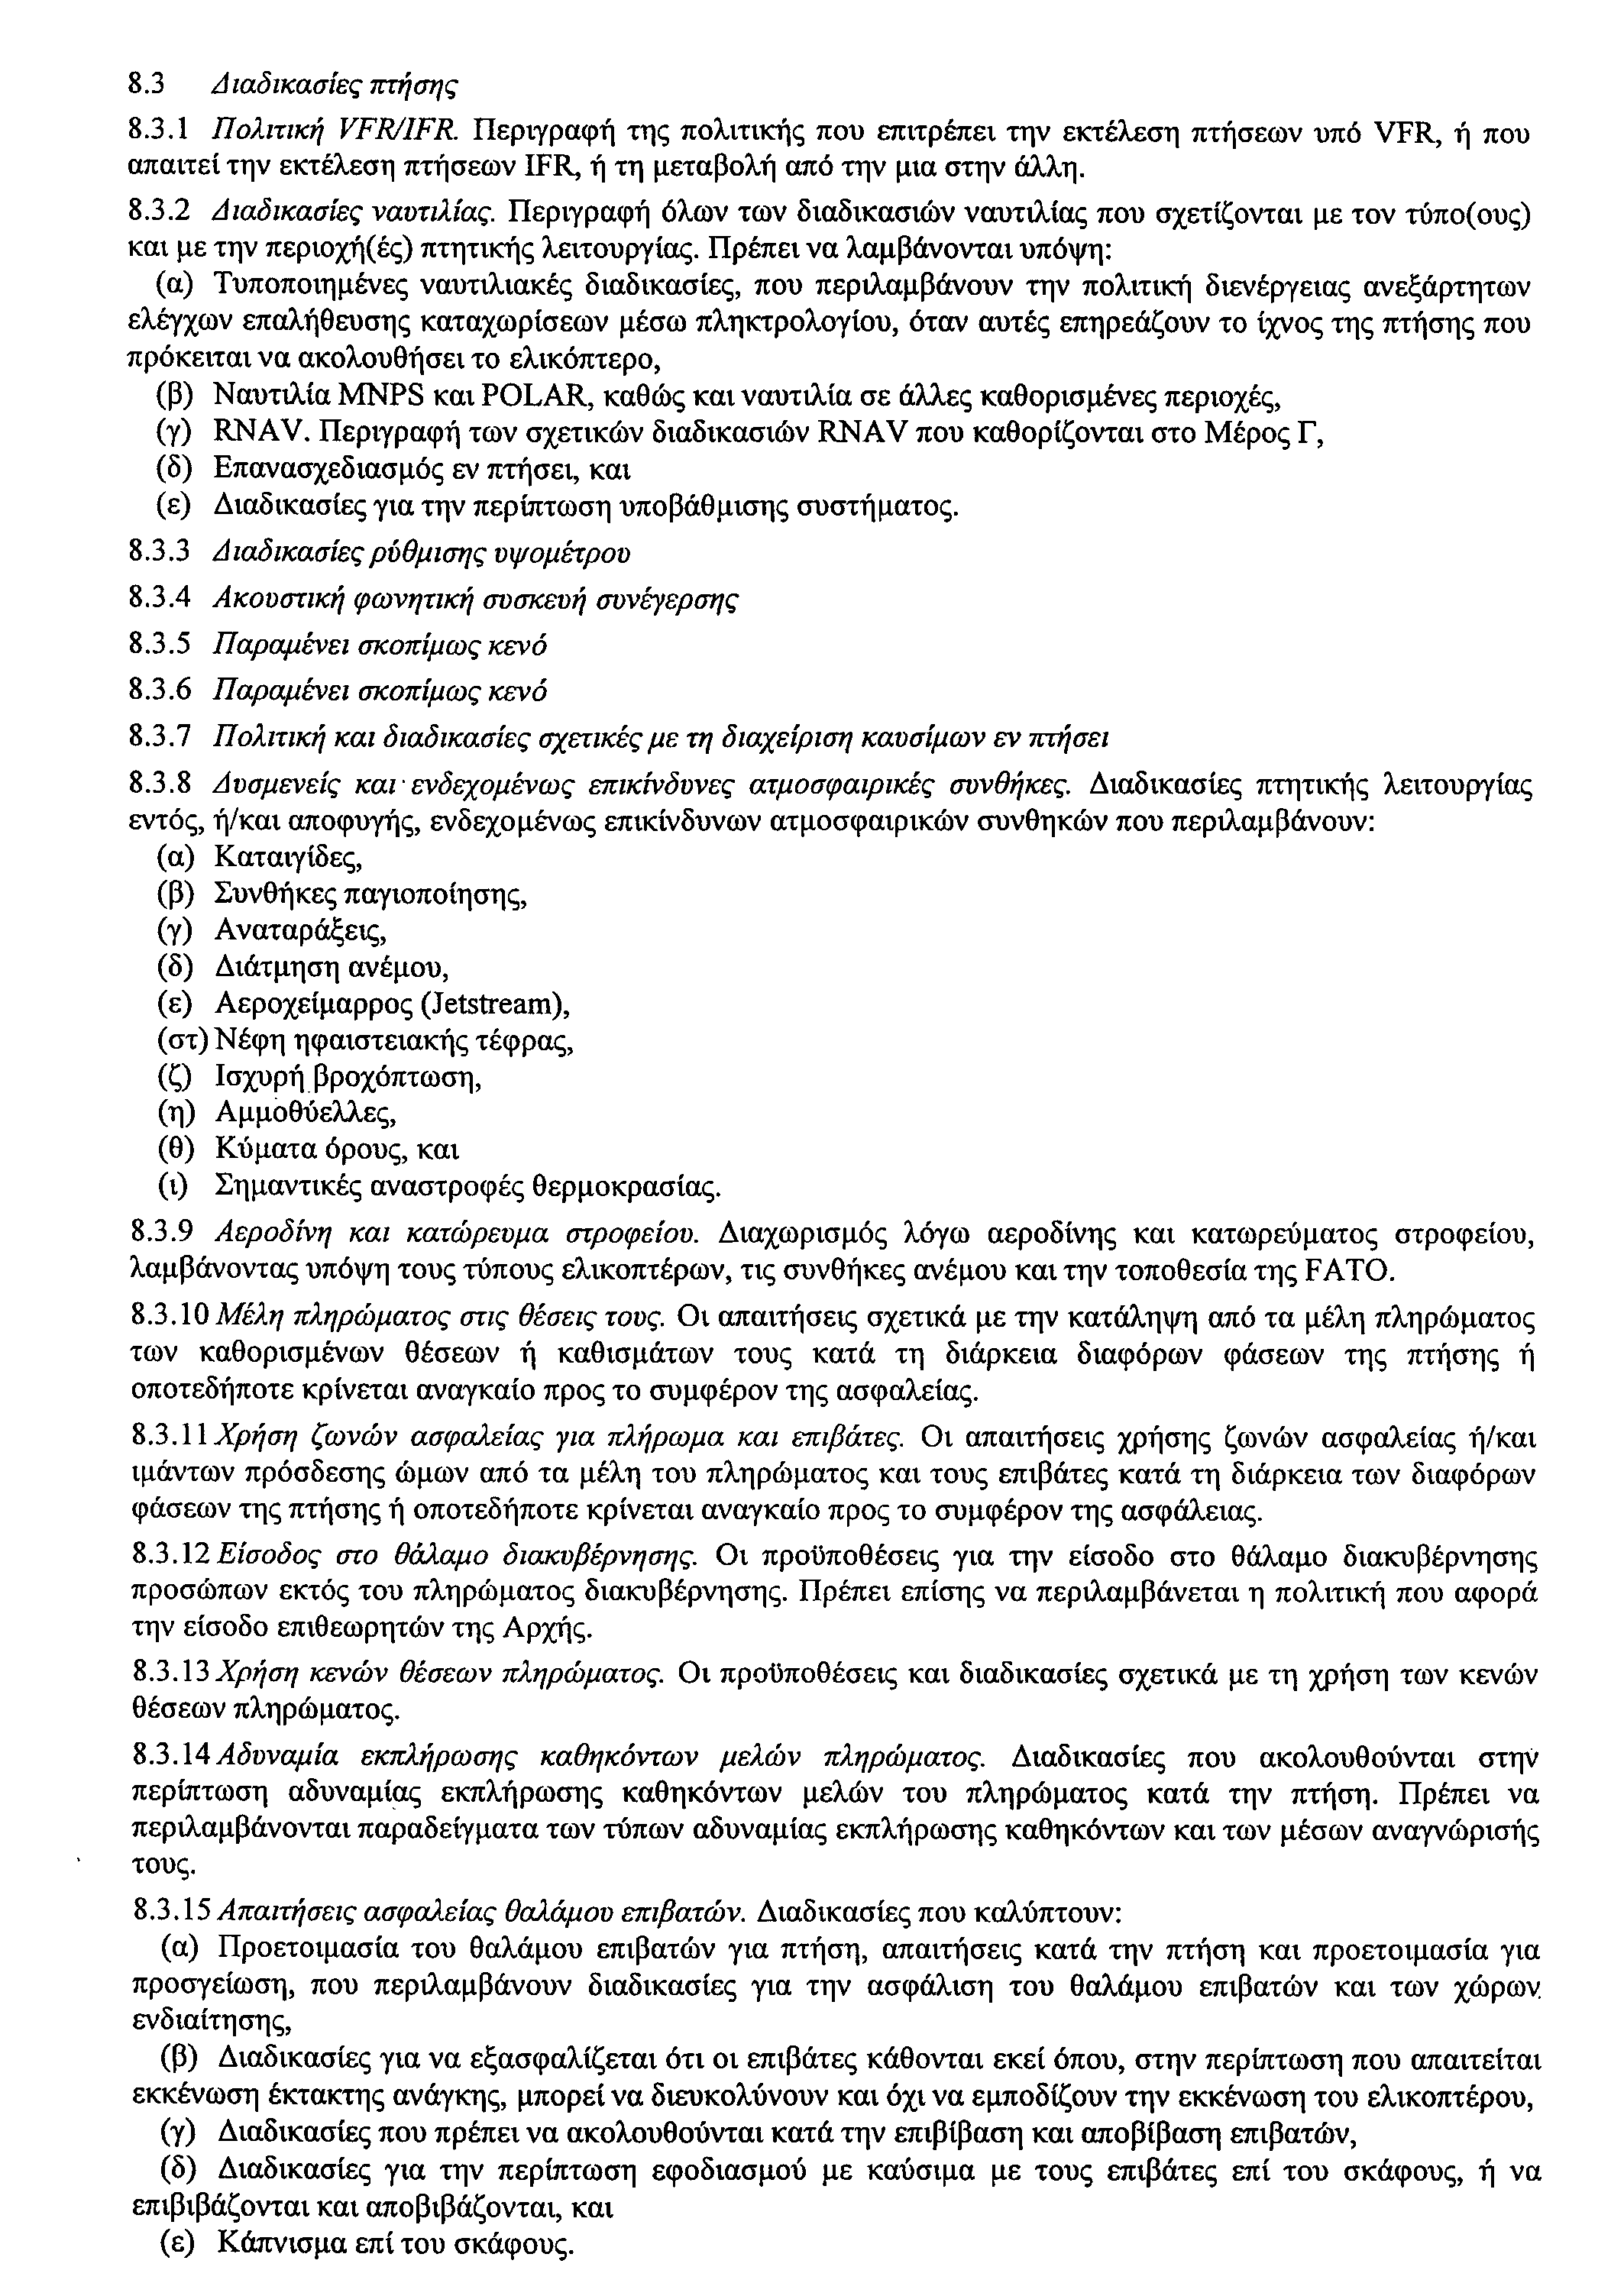 8.3 Διαδικασίες πτήσης
8.3.1 Πολιτική VFR/IFR. Περιγραφή της πολιτικής που επιτρέπει την εκτέλεση πτήσεων υπό VFR, ή που
απαιτεί την εκτέλεση πτήσεων IFR, ή τη μεταβολή από την μια στην άλλη.
8.3.2 Διαδικασίες ναυτιλίας. Περιγραφή όλων των διαδικασιών ναυτιλίας που σχετίζονται με τον τύπο(ους)
και με την περιοχή(ές) πτητικής λειτουργίας. Πρέπει να λαμβάνονται υπόψη:
(α) Τυποποιημένες ναυτιλιακές διαδικασίες, που περιλαμβάνουν την πολιτική διενέργειας ανεξάρτητων
ελέγχων επαλήθευσης καταχωρίσεων μέσω πληκτρολογίου, όταν αυτές επηρεάζουν το ίχνος της πτήσης που
πρόκειται να ακολουθήσει το ελικόπτερο,
(β) Ναυτιλία MNPS και POLAR, καθώς και ναυτιλία σε άλλες καθορισμένες περιοχές,
(γ) RNAV. Περιγραφή των σχετικών διαδικασιών RNAV που καθορίζονται στο Μέρος Γ,
(δ) Επανασχεδιασμός εν πτήσει, και
(ε) Διαδικασίες για την περίπτωση υποβάθμισης συστήματος.
8.3.3 Διαδικασίες ρύθμισης υψομέτρου
8.3.4 Ακουστική φωνητική συσκευή συνέγερσης
8.3.5 Παραμένει σκοπίμως κενό
8.3.6 Παραμένει σκοπίμως κενό
8.3.7 Πολιτική και διαδικασίες σχετικές με τη διαχείριση καυσίμων εν πτήσει
8.3.8 Δυσμενείς και ενδεχομένως επικίνδυνες ατμοσφαιρικές συνθήκες. Διαδικασίες πτητικής λειτουργίας
εντός, ή/και αποφυγής, ενδεχομένως επικίνδυνων ατμοσφαιρικών συνθηκών που περιλαμβάνουν:
(α) Καταιγίδες,
(β) Συνθήκες παγιοποίησης,
(γ) Αναταράξεις,
(δ) Διάτμηση ανέμου,
(ε) Αεροχείμαρρος (Jetstream),
(στ) Νέφη ηφαιστειακής τέφρας,
(ζ) Ισχυρή βροχόπτωση,
(η) Αμμοθύελλες,
(θ) Κύματα όρους, και
(ι) Σημαντικές αναστροφές θερμοκρασίας.
8.3.9 Αεροδίνη και κατώρευμα στροφείου. Διαχωρισμός λόγω αεροδίνης και κατωρεύματος στροφείου,
λαμβάνοντας υπόψη τους τύπους ελικοπτέρων, τις συνθήκες ανέμου και την τοποθεσία της FATO.
8.3.10 Μέλη πληρώματος στις θέσεις τους. Οι απαιτήσεις σχετικά με την κατάληψη από τα μέλη πληρώματος
των καθορισμένων θέσεων ή καθισμάτων τους κατά τη διάρκεια διαφόρων φάσεων της πτήσης ή
οποτεδήποτε κρίνεται αναγκαίο προς το συμφέρον της ασφαλείας.
8.3.11 Χρήση ζωνών ασφαλείας για πλήρωμα και επιβάτες. Οι απαιτήσεις χρήσης ζωνών ασφαλείας ή/και
ιμάντων πρόσδεσης ώμων από τα μέλη του πληρώματος και τους επιβάτες κατά τη διάρκεια των διαφόρων
φάσεων της πτήσης ή οποτεδήποτε κρίνεται αναγκαίο προς το συμφέρον της ασφάλειας.
8.3.12 Είσοδος στο θάλαμο διακυβέρνησης. Οι προϋποθέσεις για την είσοδο στο θάλαμο διακυβέρνησης
προσώπων εκτός του πληρώματος διακυβέρνησης. Πρέπει επίσης να περιλαμβάνεται η πολιτική που αφορά
την είσοδο επιθεωρητών της Αρχής.
8.3.13 Χρήση κενών θέσεων πληρώματος. Οι προϋποθέσεις και διαδικασίες σχετικά με τη χρήση των κενών
θέσεων πληρώματος.
8.3.14 Αδυναμία εκπλήρωσης καθηκόντων μελών πληρώματος. Διαδικασίες που ακολουθούνται στην
περίπτωση αδυναμίας εκπλήρωσης καθηκόντων μελών του πληρώματος κατά την πτήση. Πρέπει να
περιλαμβάνονται παραδείγματα των τύπων αδυναμίας εκπλήρωσης καθηκόντων και των μέσων αναγνώρισής
τους.
8.3.15 Απαιτήσεις ασφαλείας θαλάμου επιβατών. Διαδικασίες που καλύπτουν:
(α) Προετοιμασία του θαλάμου επιβατών για πτήση, απαιτήσεις κατά την πτήση και προετοιμασία για
προσγείωση, που περιλαμβάνουν διαδικασίες για την ασφάλιση του θαλάμου επιβατών και των χώρων
ενδιαίτησης,
(β) Διαδικασίες για να εξασφαλίζεται ότι οι επιβάτες κάθονται εκεί όπου, στην περίπτωση που απαιτείται
εκκένωση έκτακτης ανάγκης, μπορεί να διευκολύνουν και όχι να εμποδίζουν την εκκένωση του ελικοπτέρου,
(γ) Διαδικασίες που πρέπει να ακολουθούνται κατά την επιβίβαση και αποβίβαση επιβατών,
(δ) Διαδικασίες για την περίπτωση εφοδιασμού με καύσιμα με τους επιβάτες επί του σκάφους, ή να
επιβιβάζονται και αποβιβάζονται, και
(ε) Κάπνισμα επί του σκάφους.